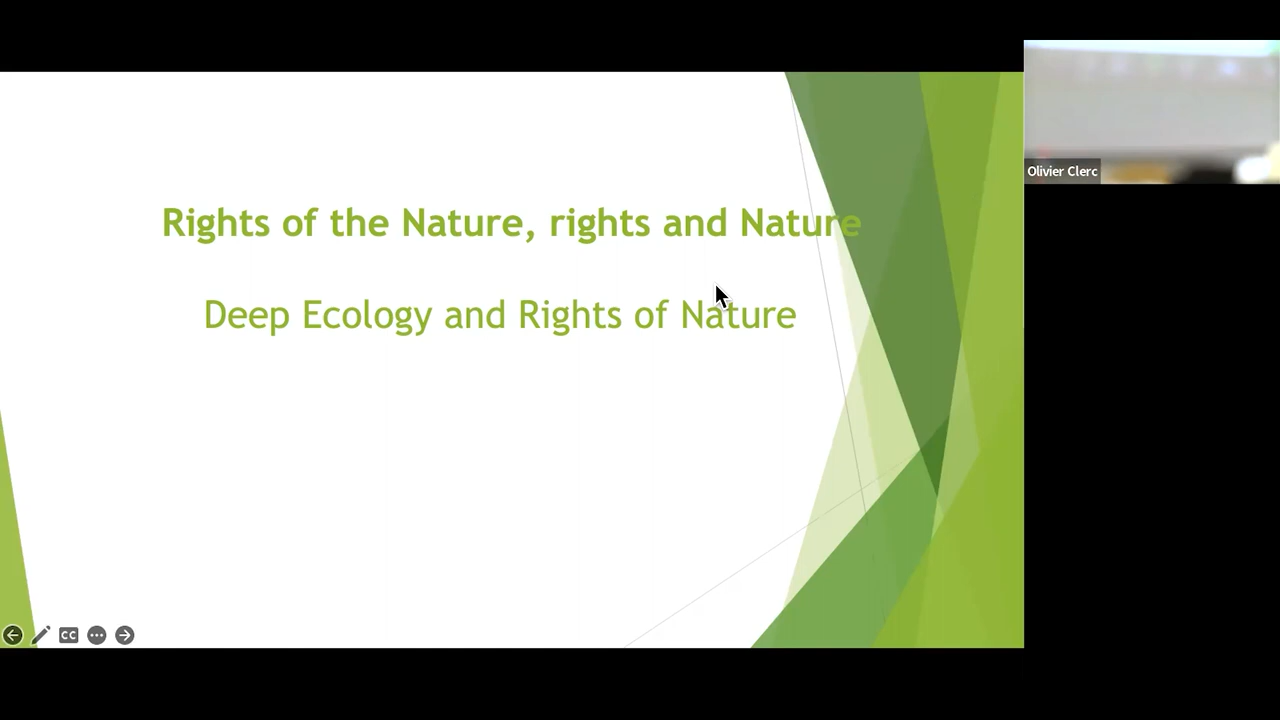 Rights of the Nature, rights and Nature
Deep Ecology and Rights of Nature
Olivier Clerc
CC